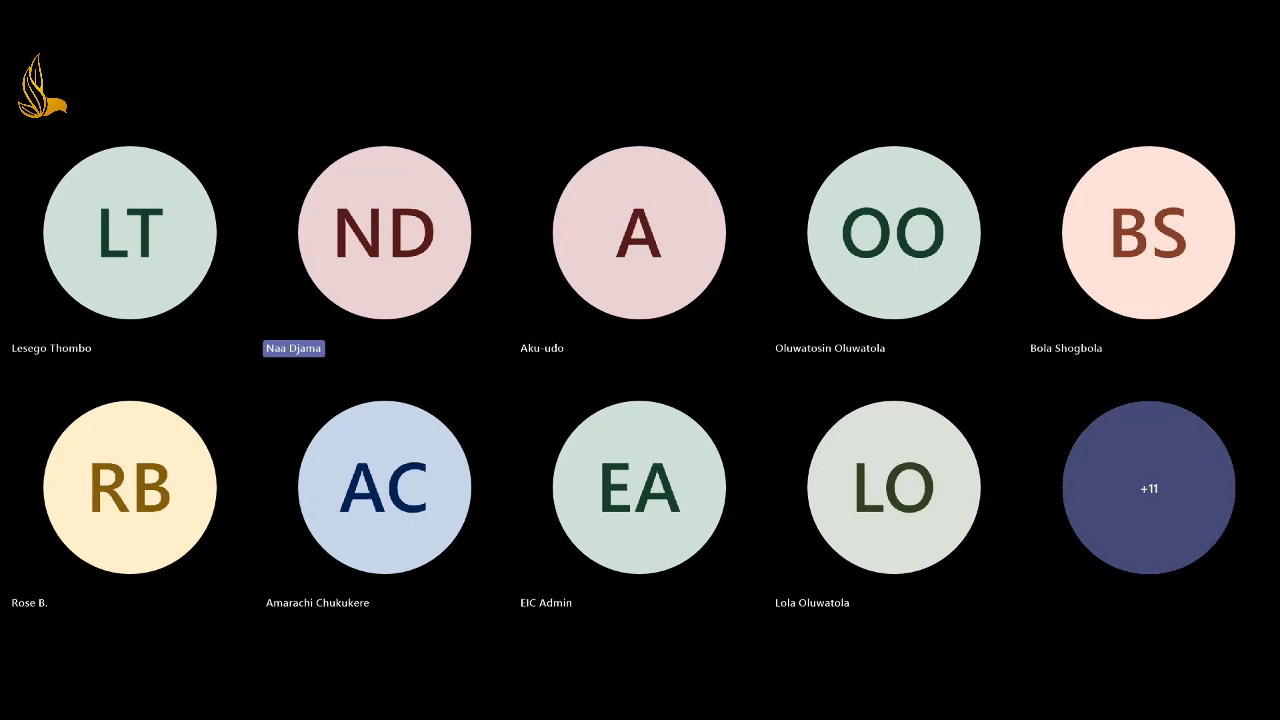 LT
ND
A
OO
BS
Lesego Thombo
Naa Djama
Aku-udo
Oluwatosin Oluwatola
Bola Shogbola
RB
AC
EA
LO
+11
Rose B.
Amarachi Chukukere
EIC Admin
Lola Oluwatola